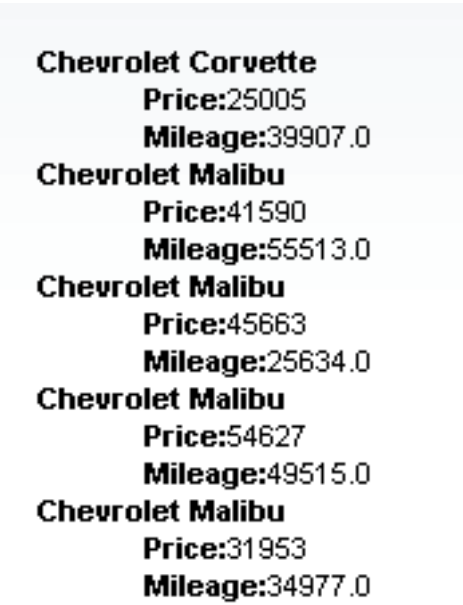 Chevrolet Corvette
Price:25005
Mileage:39907.0
Chevrolet Malibu
Price:41590
Mileage:55513.0
Chevrolet Malibu
Price:45663
Mileage:25634.0
Chevrolet Malibu
Price:54627
Mileage:49515.0
Chevrolet Malibu
Price:31953
Mileage:34977.0